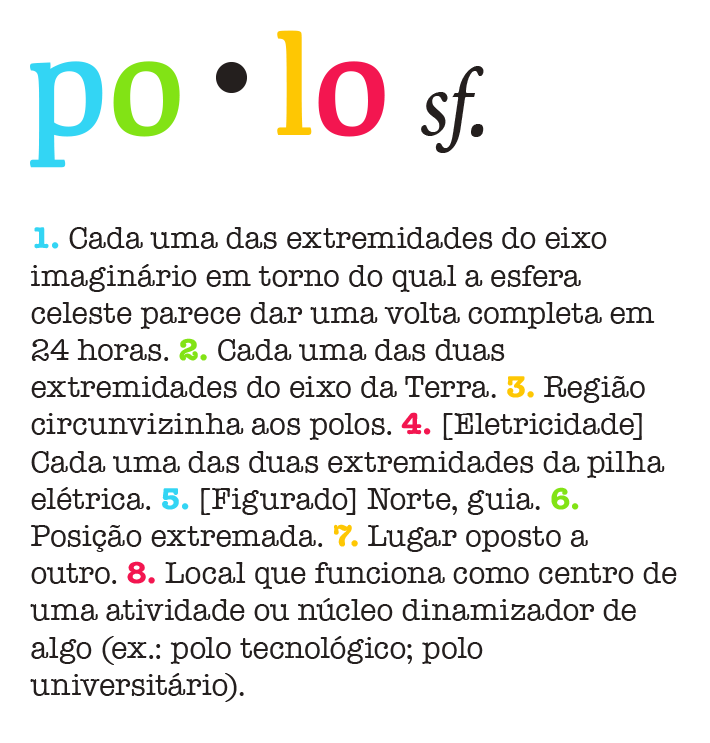 po•lo sf.
1. Cada uma das extremidades do eixo
imaginário em torno do qual a esfera
celeste parece dar uma volta completa em
24 horas. 2. Cada uma das duas
extremidades do eixo da Terra. 3. Região
circunvizinha aos polos. 4. [Eletricidade]
Cada uma das duas extremidades da pilha
elétrica. 5. [Figurado] Norte, guia. 6.
Posição extremada. 7. Lugar oposto a
outro. 8. Local que funciona como centro de
uma atividade ou núcleo dinamizador de
algo (ex.: polo tecnológico; polo
universitário).